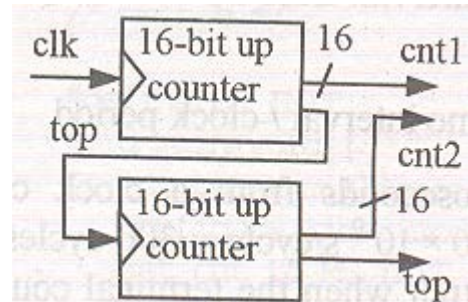 clk
16-bit up
counter
16
cnt1
top
cnt2
16-bit up
counter
16
top